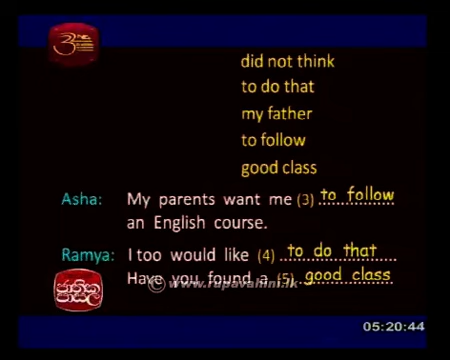 did not think
to do that
my father
to follow
good class
Asha: My parents want me (3) to follow
an English course.
Ramya: I too would like (4) to do that
Have you found a (5) good class
ජාතික
පාසල
© www.rupavahini.lk
05:20:44